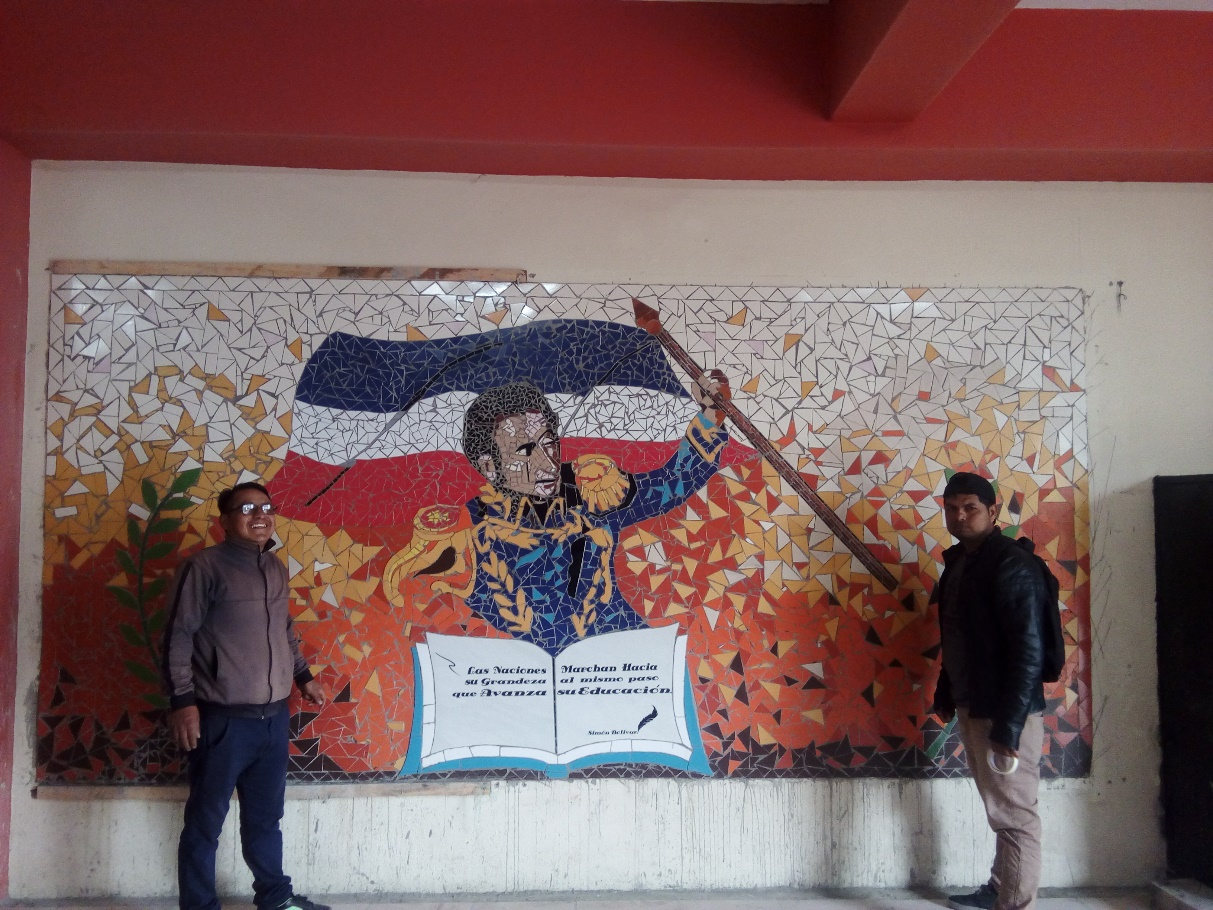 Las Naciones Marchan Hacia
su Grandeza al mismo paso
que Avanza su Educación.
Simón Bolívar